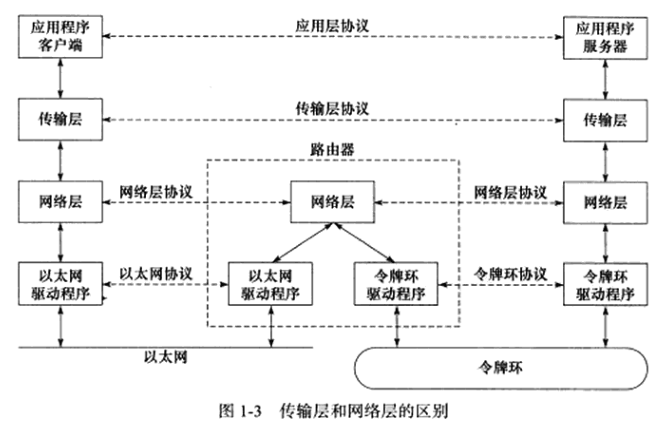 应用程序
客户端
应用层协议
应用程序
服务器
传输层
传输层协议
传输层
路由器
网络层
网络层协议
网络层
网络层协议
网络层
以太网
驱动程序
以太网协议
以太网
驱动程序
令牌环
驱动程序
令牌环协议
令牌环
驱动程序
以太网
令牌环
图 1-3 传输层和网络层的区别